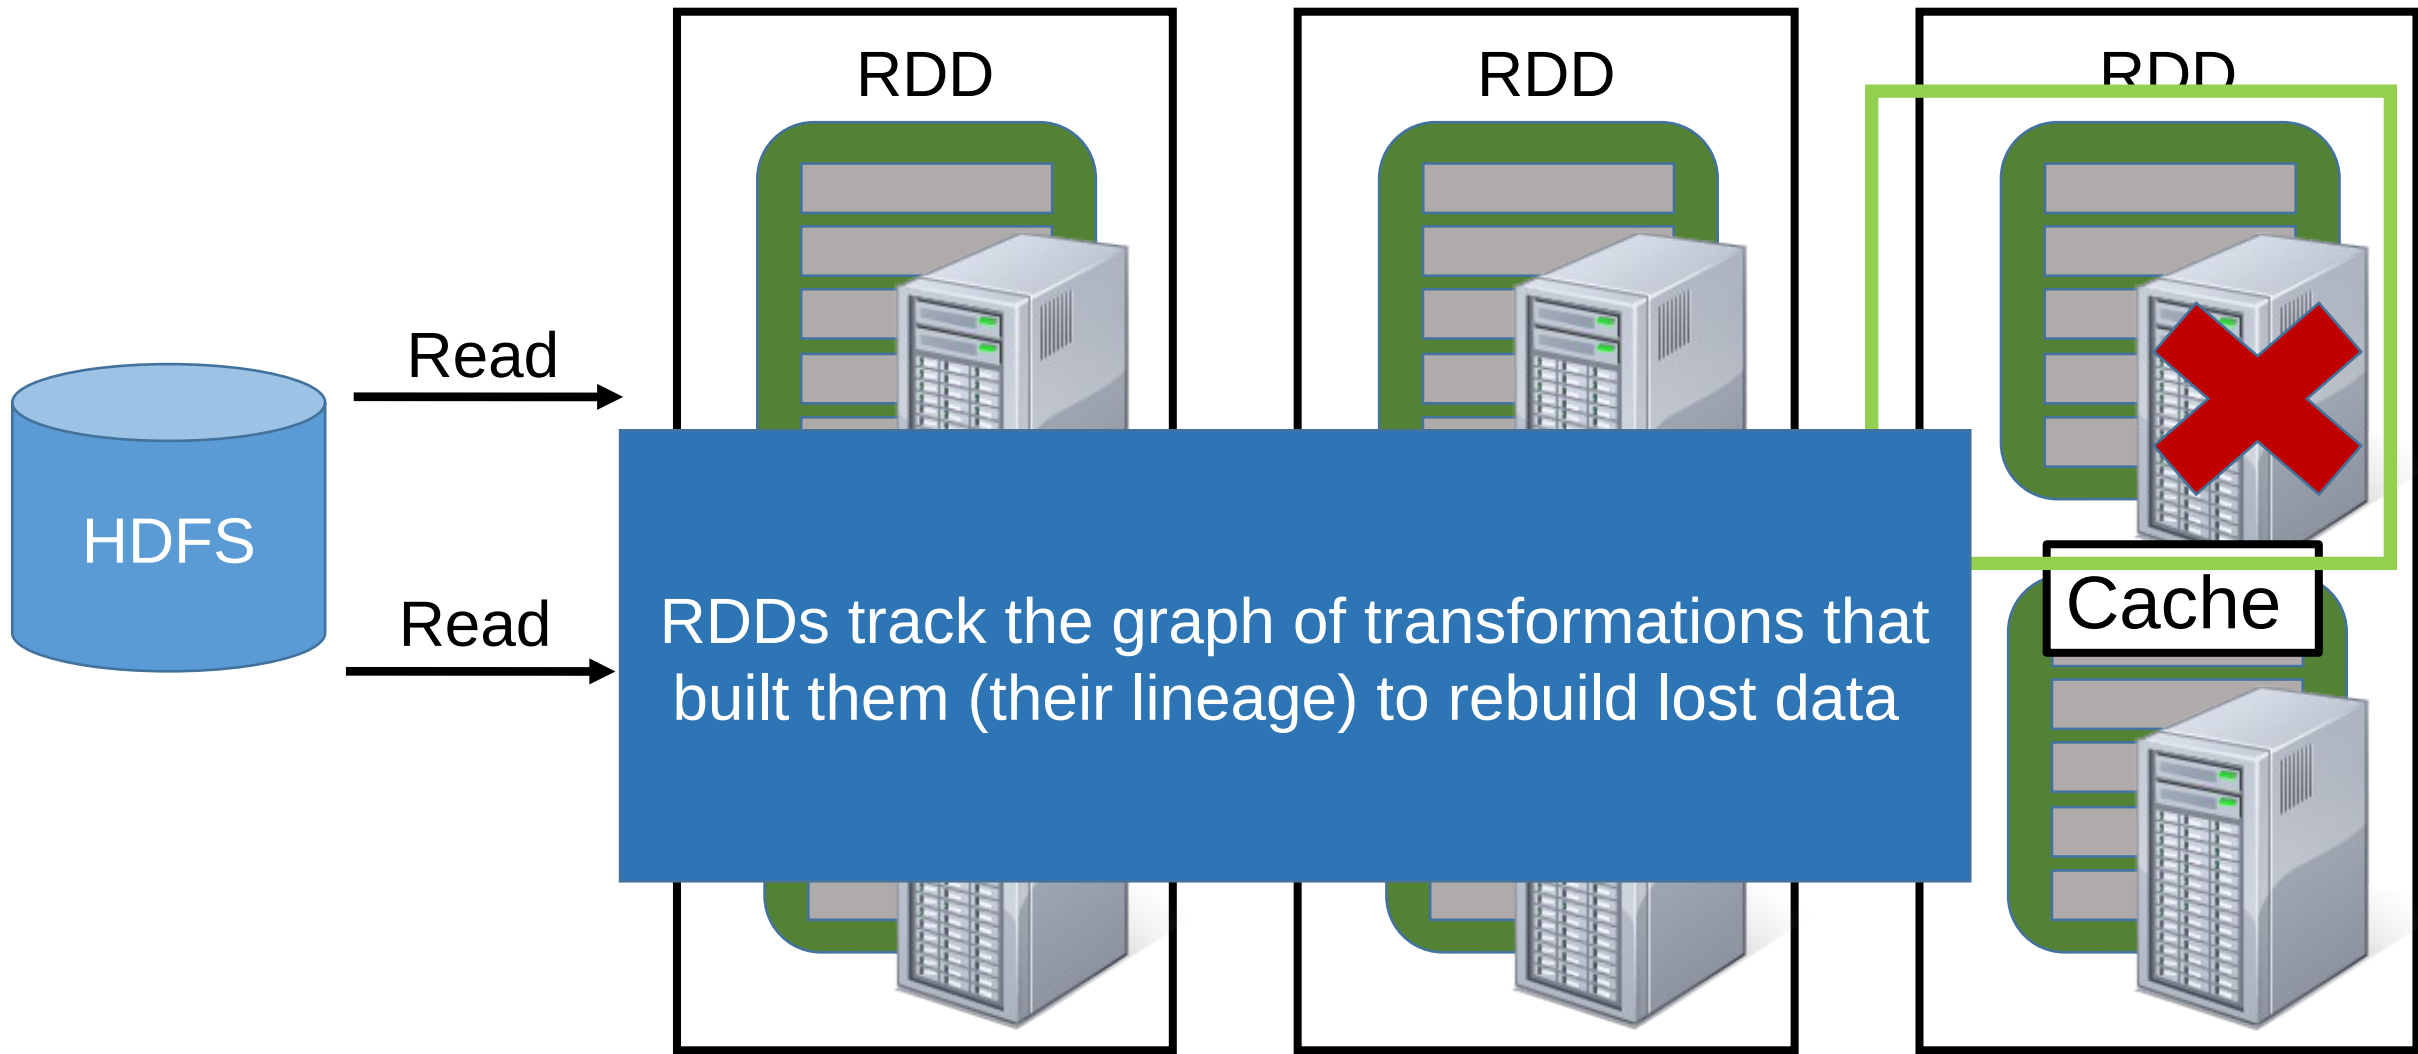 RDD
RDD
RDD
Read
HDFS
Read
Cache
RDDs track the graph of transformations that
built them (their lineage) to rebuild lost data